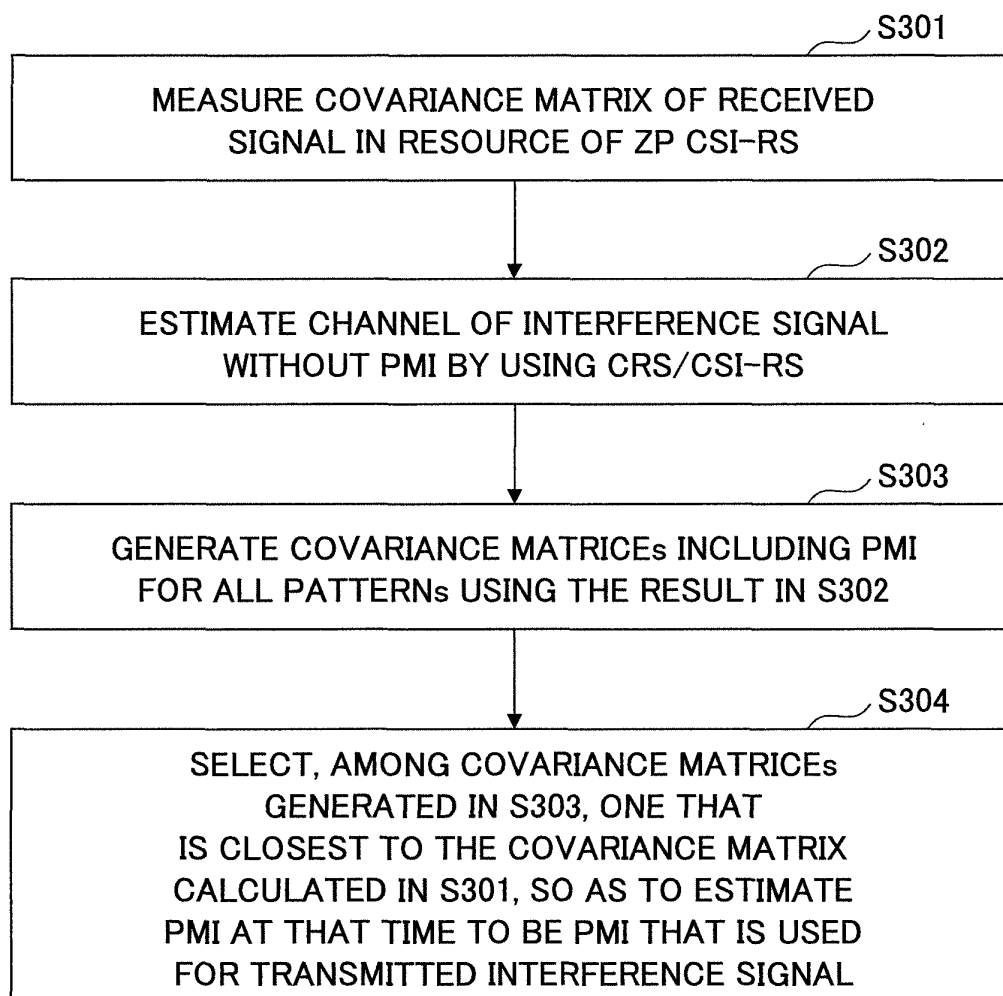 S301
MEASURE COVARIANCE MATRIX OF RECEIVED
SIGNAL IN RESOURCE OF ZP CSI-RS
S302
ESTIMATE CHANNEL OF INTERFERENCE SIGNAL
WITHOUT PMI BY USING CRS/CSI-RS
S303
GENERATE COVARIANCE MATRICEs INCLUDING PMI
FOR ALL PATTERNs USING THE RESULT IN S302
S304
SELECT, AMONG COVARIANCE MATRICEs
GENERATED IN S303, ONE THAT
IS CLOSEST TO THE COVARIANCE MATRIX
CALCULATED IN S301, SO AS TO ESTIMATE
PMI AT THAT TIME TO BE PMI THAT IS USED
FOR TRANSMITTED INTERFERENCE SIGNAL